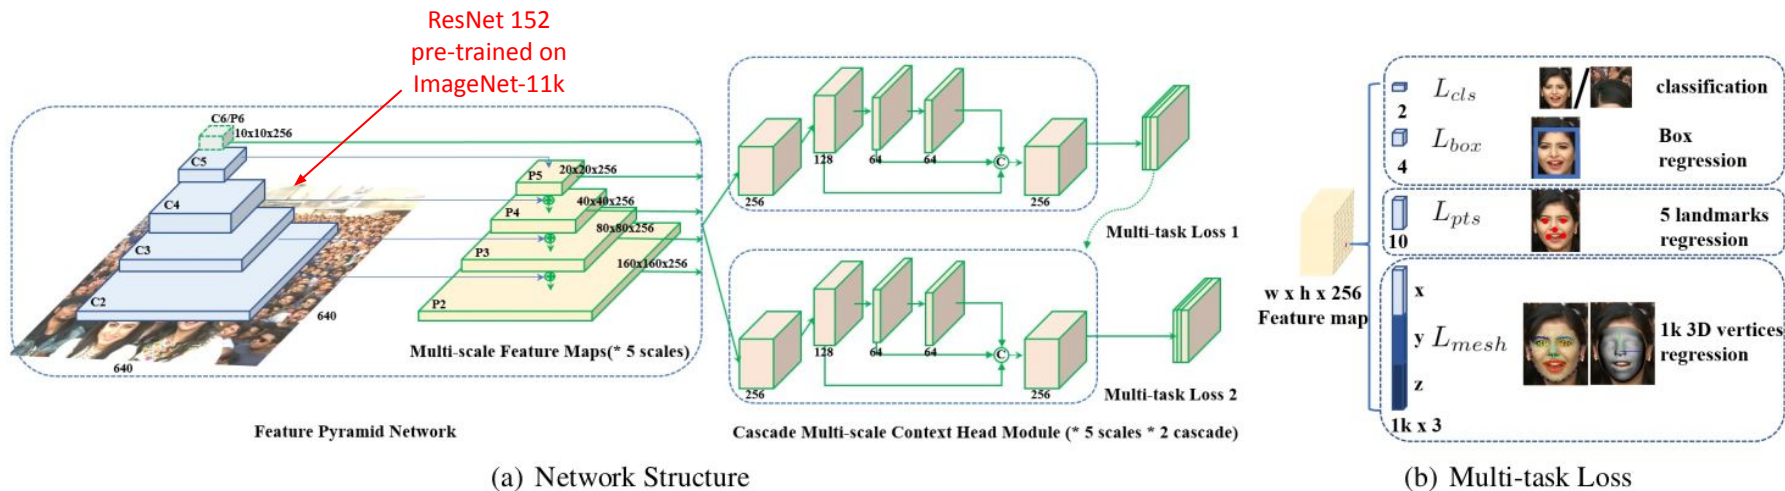 ResNet 152
pre-trained on
ImageNet-11k
C6/P6
10x10x256
C5
C4
C3
C2
640
640
P5
20x20x256
P4
40x40x256
P3
80x80x256
P2
160x160x256
Multi-scale Feature Maps(* 5 scales)
Feature Pyramid Network
256
128
64
64
C
256
Multi-task Loss 1
256
128
64
64
C
256
Multi-task Loss 2
Cascade Multi-scale Context Head Module (* 5 scales * 2 cascade)
(a) Network Structure
w x h x 256
Feature map
2
L_cls
classification
4
L_box
Box
regression
10
L_pts
5 landmarks
regression
x
y
z
L_mesh
1k 3D vertices
regression
1k x 3
(b) Multi-task Loss